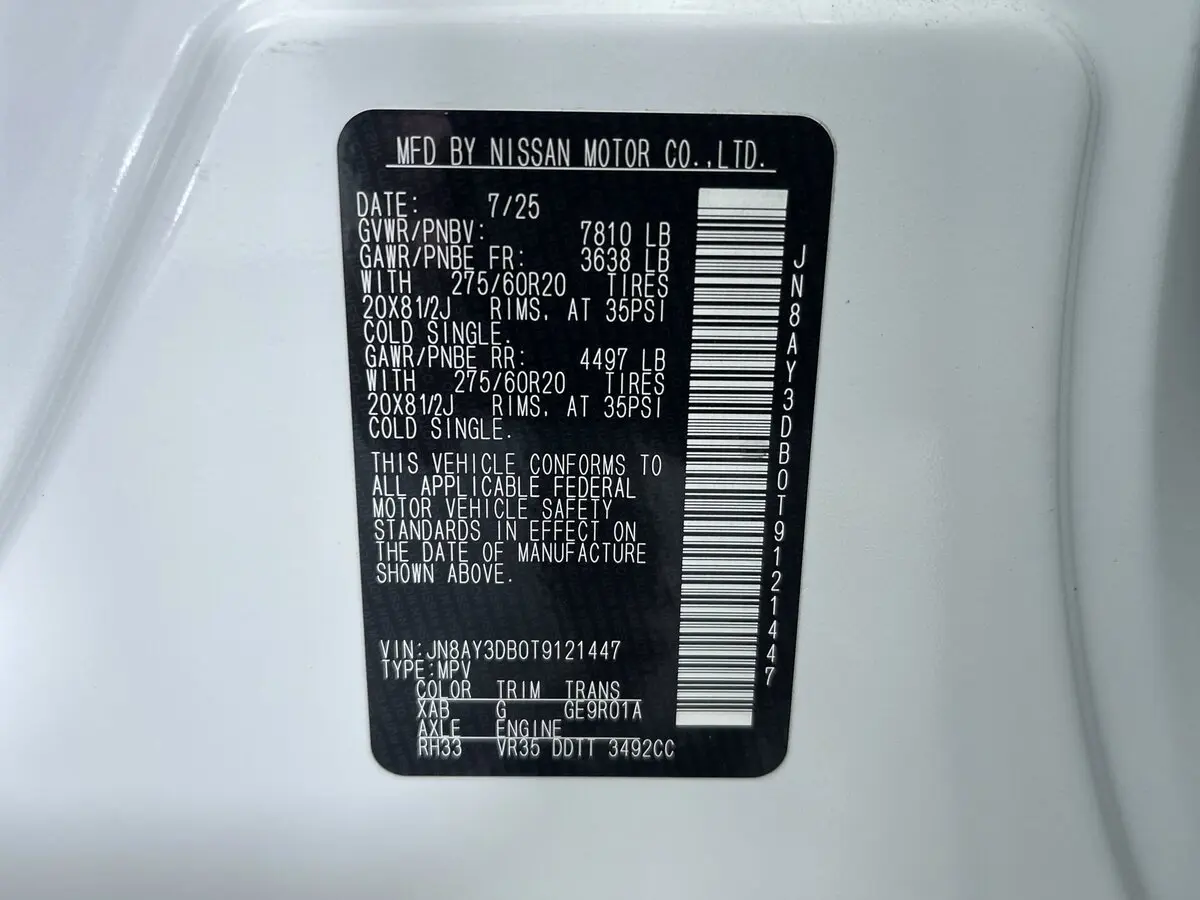 MFD BY NISSAN MOTOR CO.,LTD.
DATE: 7/25
GVWR/PNBV: 7810 LB
GAWR/PNBE FR: 3638 LB
WITH 275/60R20 TIRES
20X81/2J RIMS. AT 35PSI
COLD SINGLE.
GAWR/PNBE RR: 4497 LB
WITH 275/60R20 TIRES
20X81/2J RIMS. AT 35PSI
COLD SINGLE.
THIS VEHICLE CONFORMS TO
ALL APPLICABLE FEDERAL
MOTOR VEHICLE SAFETY
STANDARDS IN EFFECT ON
THE DATE OF MANUFACTURE
SHOWN ABOVE.
VIN:JN8AY3DB0T9121447
TYPE:MPV
COLOR TRIM TRANS
XAB G GE9R01A
AXLE ENGINE
RH33 VR35 DDTT 3492CC
JN8AY3DB0T9121447